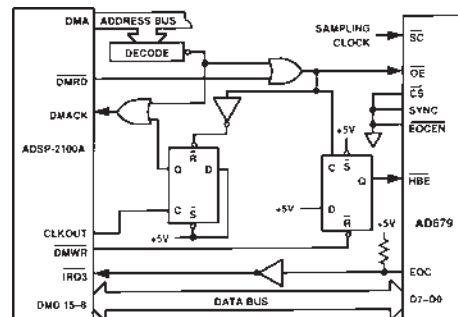 DMA
ADDRESS BUS
SAMPLING
CLOCK
SC
DECODE
DMRD
OE
DMACK
CS
SYNC
EOCEN
ADSP-2100A
+5V
R
Q
D
C
S
Q
HBE
C
S
+5V
D
R
+5V
AD679
CLKOUT
+5V
DMWR
IRQ3
EOC
DMD 15–8
DATA BUS
D7–D0